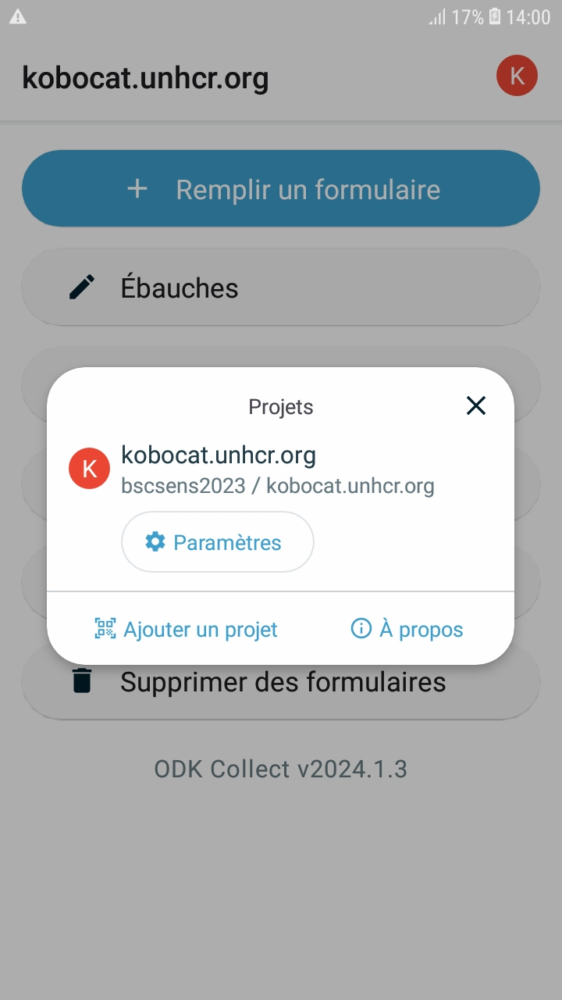 17% 14:00
kobocat.unhcr.org
K
+ Remplir un formulaire
Ébauches
Projets
K
kobocat.unhcr.org
bscsens2023 / kobocat.unhcr.org
Paramètres
Ajouter un projet
À propos
Supprimer des formulaires
ODK Collect v2024.1.3